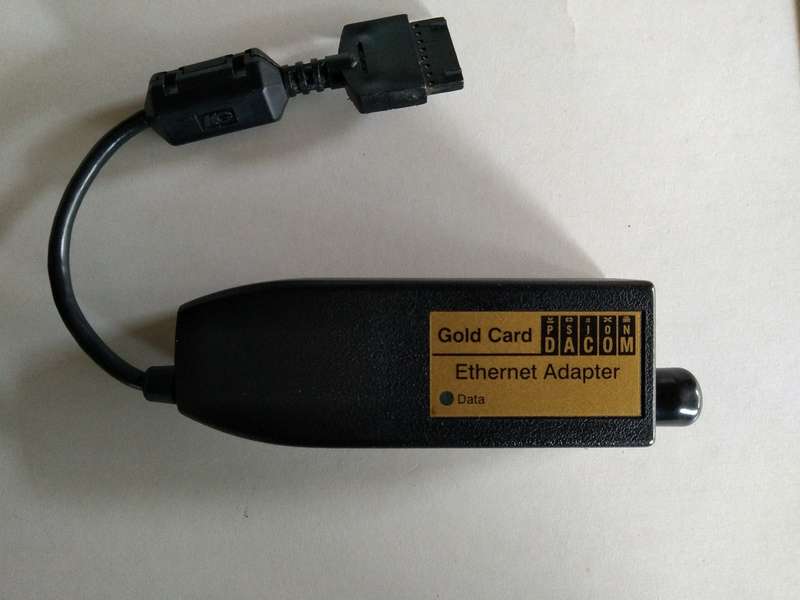 Gold Card
PSION
DACOM
Ethernet Adapter
Data